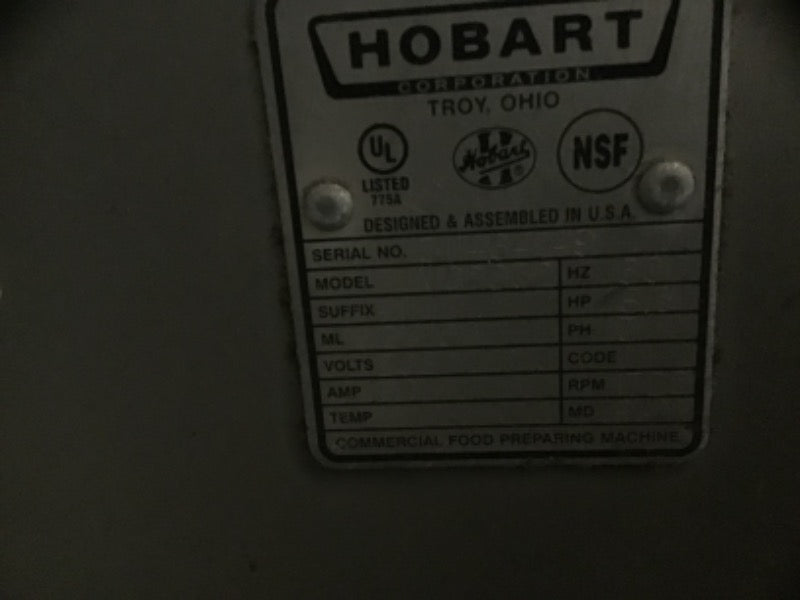 HOBART
CORPORATION
TROY, OHIO
UL
LISTED
775A
Hobart
®
NSF
DESIGNED & ASSEMBLED IN U.S.A.
SERIAL NO.
MODEL HZ
SUFFIX HP
ML PH
VOLTS CODE
AMP RPM
TEMP MD
COMMERCIAL FOOD PREPARING MACHINE